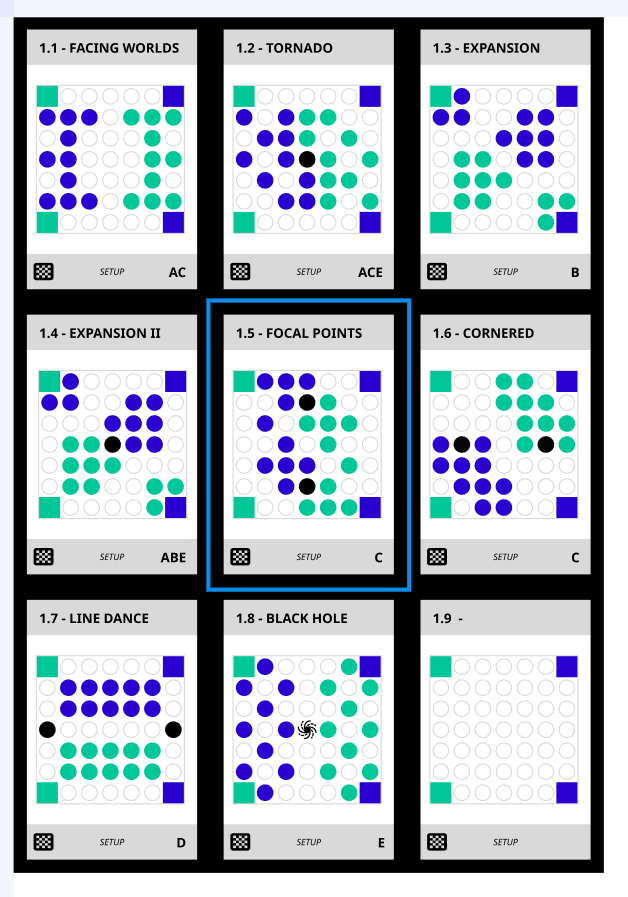 1.1 - FACING WORLDS
SETUP
AC
1.2 - TORNADO
SETUP
ACE
1.3 - EXPANSION
SETUP
B
1.4 - EXPANSION II
SETUP
ABE
1.5 - FOCAL POINTS
SETUP
C
1.6 - CORNERED
SETUP
C
1.7 - LINE DANCE
SETUP
D
1.8 - BLACK HOLE
SETUP
E
1.9 -
SETUP